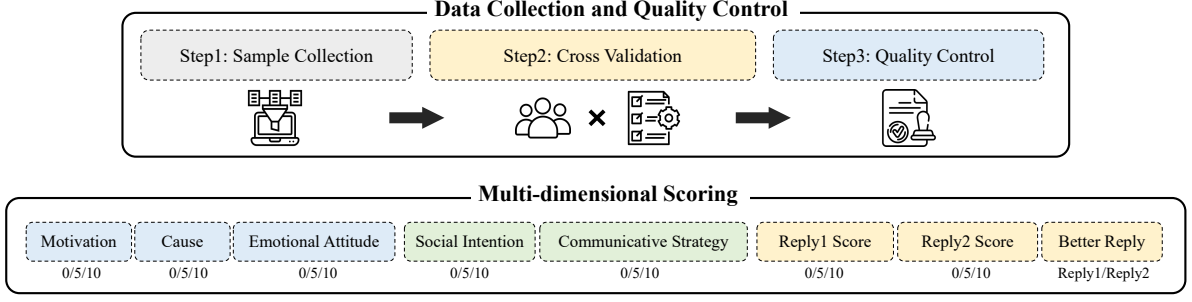 Data Collection and Quality Control
Step1: Sample Collection
Step2: Cross Validation
Step3: Quality Control
Multi-dimensional Scoring
Motivation
Cause
Emotional Attitude
Social Intention
Communicative Strategy
Reply1 Score
Reply2 Score
Better Reply
0/5/10
0/5/10
0/5/10
0/5/10
0/5/10
0/5/10
0/5/10
Reply1/Reply2